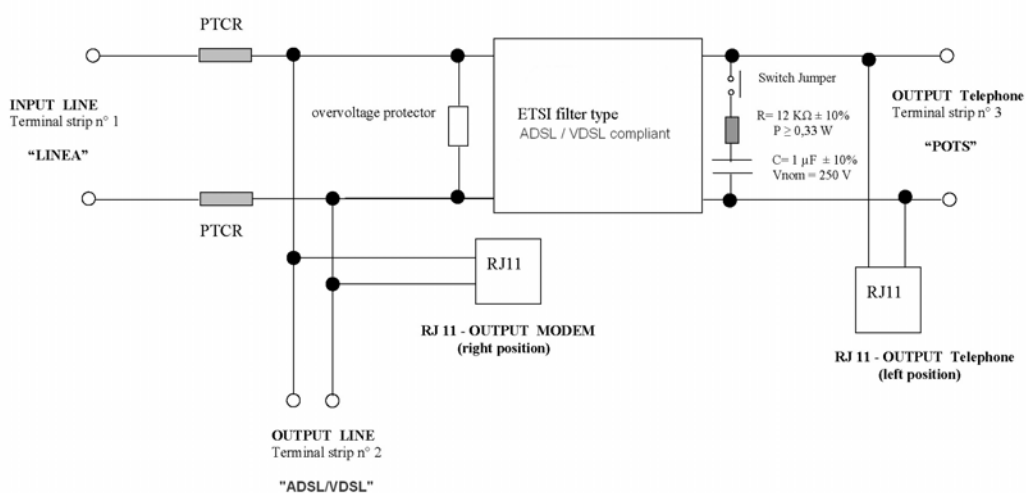 PTCR
INPUT LINE
Terminal strip n° 1
“LINEA”
PTCR
overvoltage protector
ETSI filter type
ADSL / VDSL compliant
Switch Jumper
R= 12 KΩ ± 10%
P ≥ 0,33 W
C= 1 µF ± 10%
Vnom = 250 V
OUTPUT Telephone
Terminal strip n° 3
“POTS”
RJ11
RJ 11 - OUTPUT MODEM
(right position)
RJ11
RJ 11 - OUTPUT Telephone
(left position)
OUTPUT LINE
Terminal strip n° 2
"ADSL/VDSL"